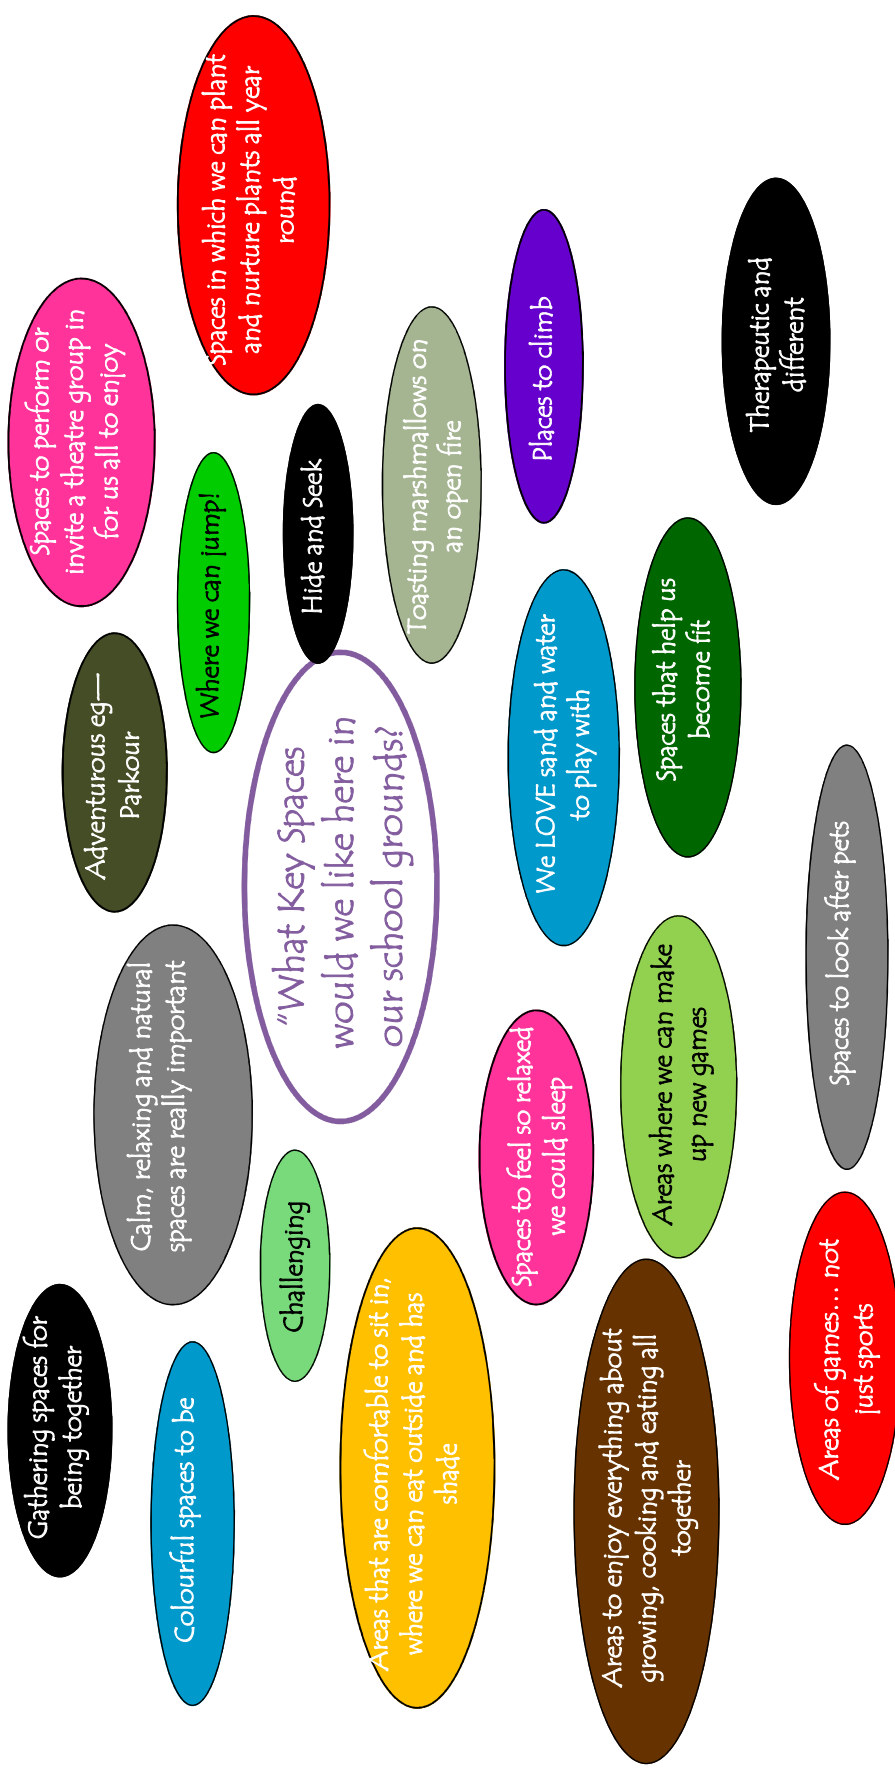 Gathering spaces for
being together
Calm, relaxing and natural
spaces are really important
Adventurous eg—
Parkour
Spaces to perform or
invite a theatre group in
for us all to enjoy
Colourful spaces to be
Where we can jump!
Spaces in which we can plant
and nurture plants all year
round
Challenging
“What Key Spaces
would we like here in
our school grounds?
Hide and Seek
Areas that are comfortable to sit in,
where we can eat outside and has
shade
Toasting marshmallows on
an open fire
Spaces to feel so relaxed
we could sleep
We LOVE sand and water
to play with
Places to climb
Areas to enjoy everything about
growing, cooking and eating all
together
Areas where we can make
up new games
Spaces that help us
become fit
Therapeutic and
different
Areas of games... not
just sports
Spaces to look after pets